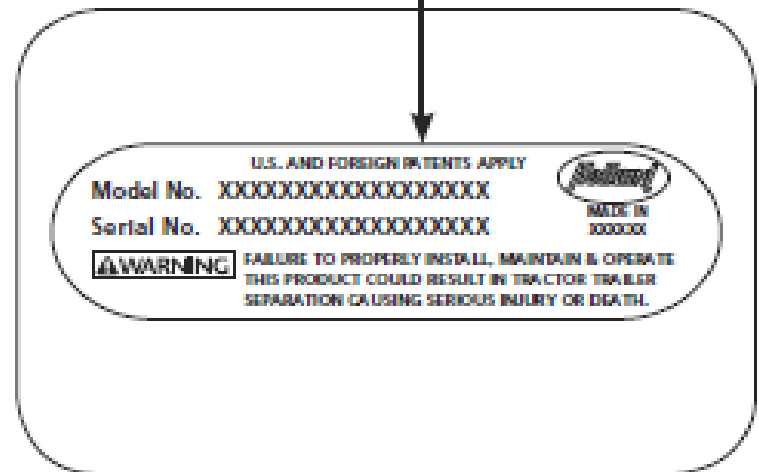 U.S. AND FOREIGN PATENTS APPLY
Holland
Model No. XXXXXXXXXXXXXXXXXX
MADE IN
Serial No. XXXXXXXXXXXXXXXXXX
XXXXXX
⚠WARNING
FAILURE TO PROPERLY INSTALL, MAINTAIN & OPERATE
THIS PRODUCT COULD RESULT IN TRACTOR TRAILER
SEPARATION CAUSING SERIOUS INJURY OR DEATH.